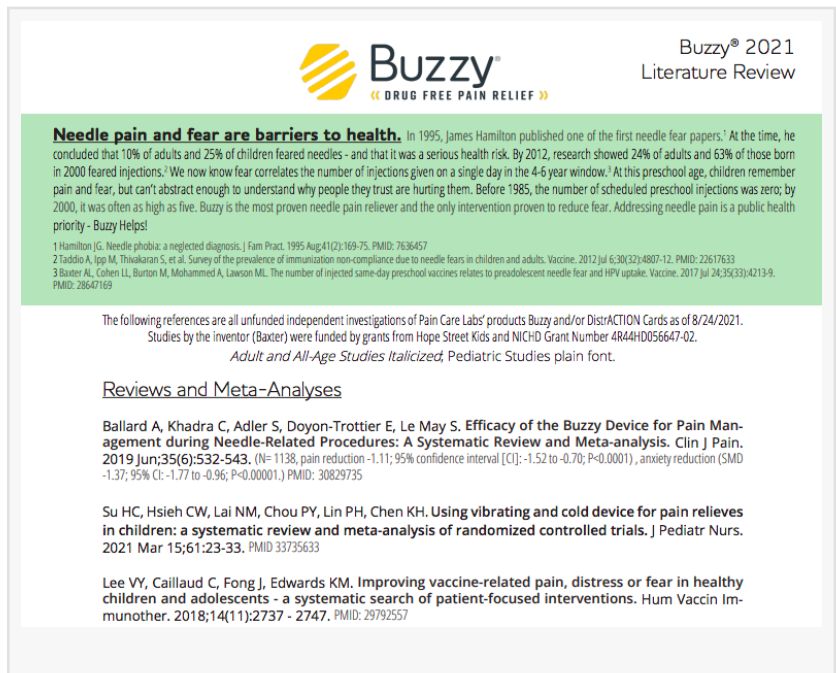 Buzzy®
« DRUG FREE PAIN RELIEF »
Buzzy® 2021
Literature Review
Needle pain and fear are barriers to health. In 1995, James Hamilton published one of the first needle fear papers.¹ At the time, he
concluded that 10% of adults and 25% of children feared needles - and that it was a serious health risk. By 2012, research showed 24% of adults and 63% of those born
in 2000 feared injections.² We now know fear correlates the number of injections given on a single day in the 4-6 year window.³ At this preschool age, children remember
pain and fear, but can't abstract enough to understand why people they trust are hurting them. Before 1985, the number of scheduled preschool injections was zero; by
2000, it was often as high as five. Buzzy is the most proven needle pain reliever and the only intervention proven to reduce fear. Addressing needle pain is a public health
priority - Buzzy Helps!
1 Hamilton JG. Needle phobia: a neglected diagnosis. J Fam Pract. 1995 Aug;41(2):169-75. PMID: 7636457
2 Taddio A, Ipp M, Thivakaran S, et al. Survey of the prevalence of immunization non-compliance due to needle fears in children and adults. Vaccine. 2012 Jul 6;30(32):4807-12. PMID: 22617633
3 Baxter AL, Cohen LL, Burton M, Mohammed A, Lawson ML. The number of injected same-day preschool vaccines relates to preadolescent needle fear and HPV uptake. Vaccine. 2017 Jul 24;35(33):4213-9.
PMID: 28647169
The following references are all unfunded independent investigations of Pain Care Labs' products Buzzy and/or DistrACTION Cards as of 8/24/2021.
Studies by the inventor (Baxter) were funded by grants from Hope Street Kids and NICHD Grant Number 4R44HD056647-02.
Adult and All-Age Studies Italicized; Pediatric Studies plain font.
Reviews and Meta-Analyses
Ballard A, Khadra C, Adler S, Doyon-Trottier E, Le May S. Efficacy of the Buzzy Device for Pain Man-
agement during Needle-Related Procedures: A Systematic Review and Meta-analysis. Clin J Pain.
2019 Jun;35(6):532-543. (N= 1138, pain reduction -1.11; 95% confidence interval [CI]: -1.52 to -0.70; P<0.0001) , anxiety reduction (SMD
-1.37; 95% CI: -1.77 to -0.96; P<0.00001.) PMID: 30829735
Su HC, Hsieh CW, Lai NM, Chou PY, Lin PH, Chen KH. Using vibrating and cold device for pain relieves
in children: a systematic review and meta-analysis of randomized controlled trials. J Pediatr Nurs.
2021 Mar 15;61:23-33. PMID 33735633
Lee VY, Caillaud C, Fong J, Edwards KM. Improving vaccine-related pain, distress or fear in healthy
children and adolescents - a systematic search of patient-focused interventions. Hum Vaccin Im-
munother. 2018;14(11):2737 - 2747. PMID: 29792557